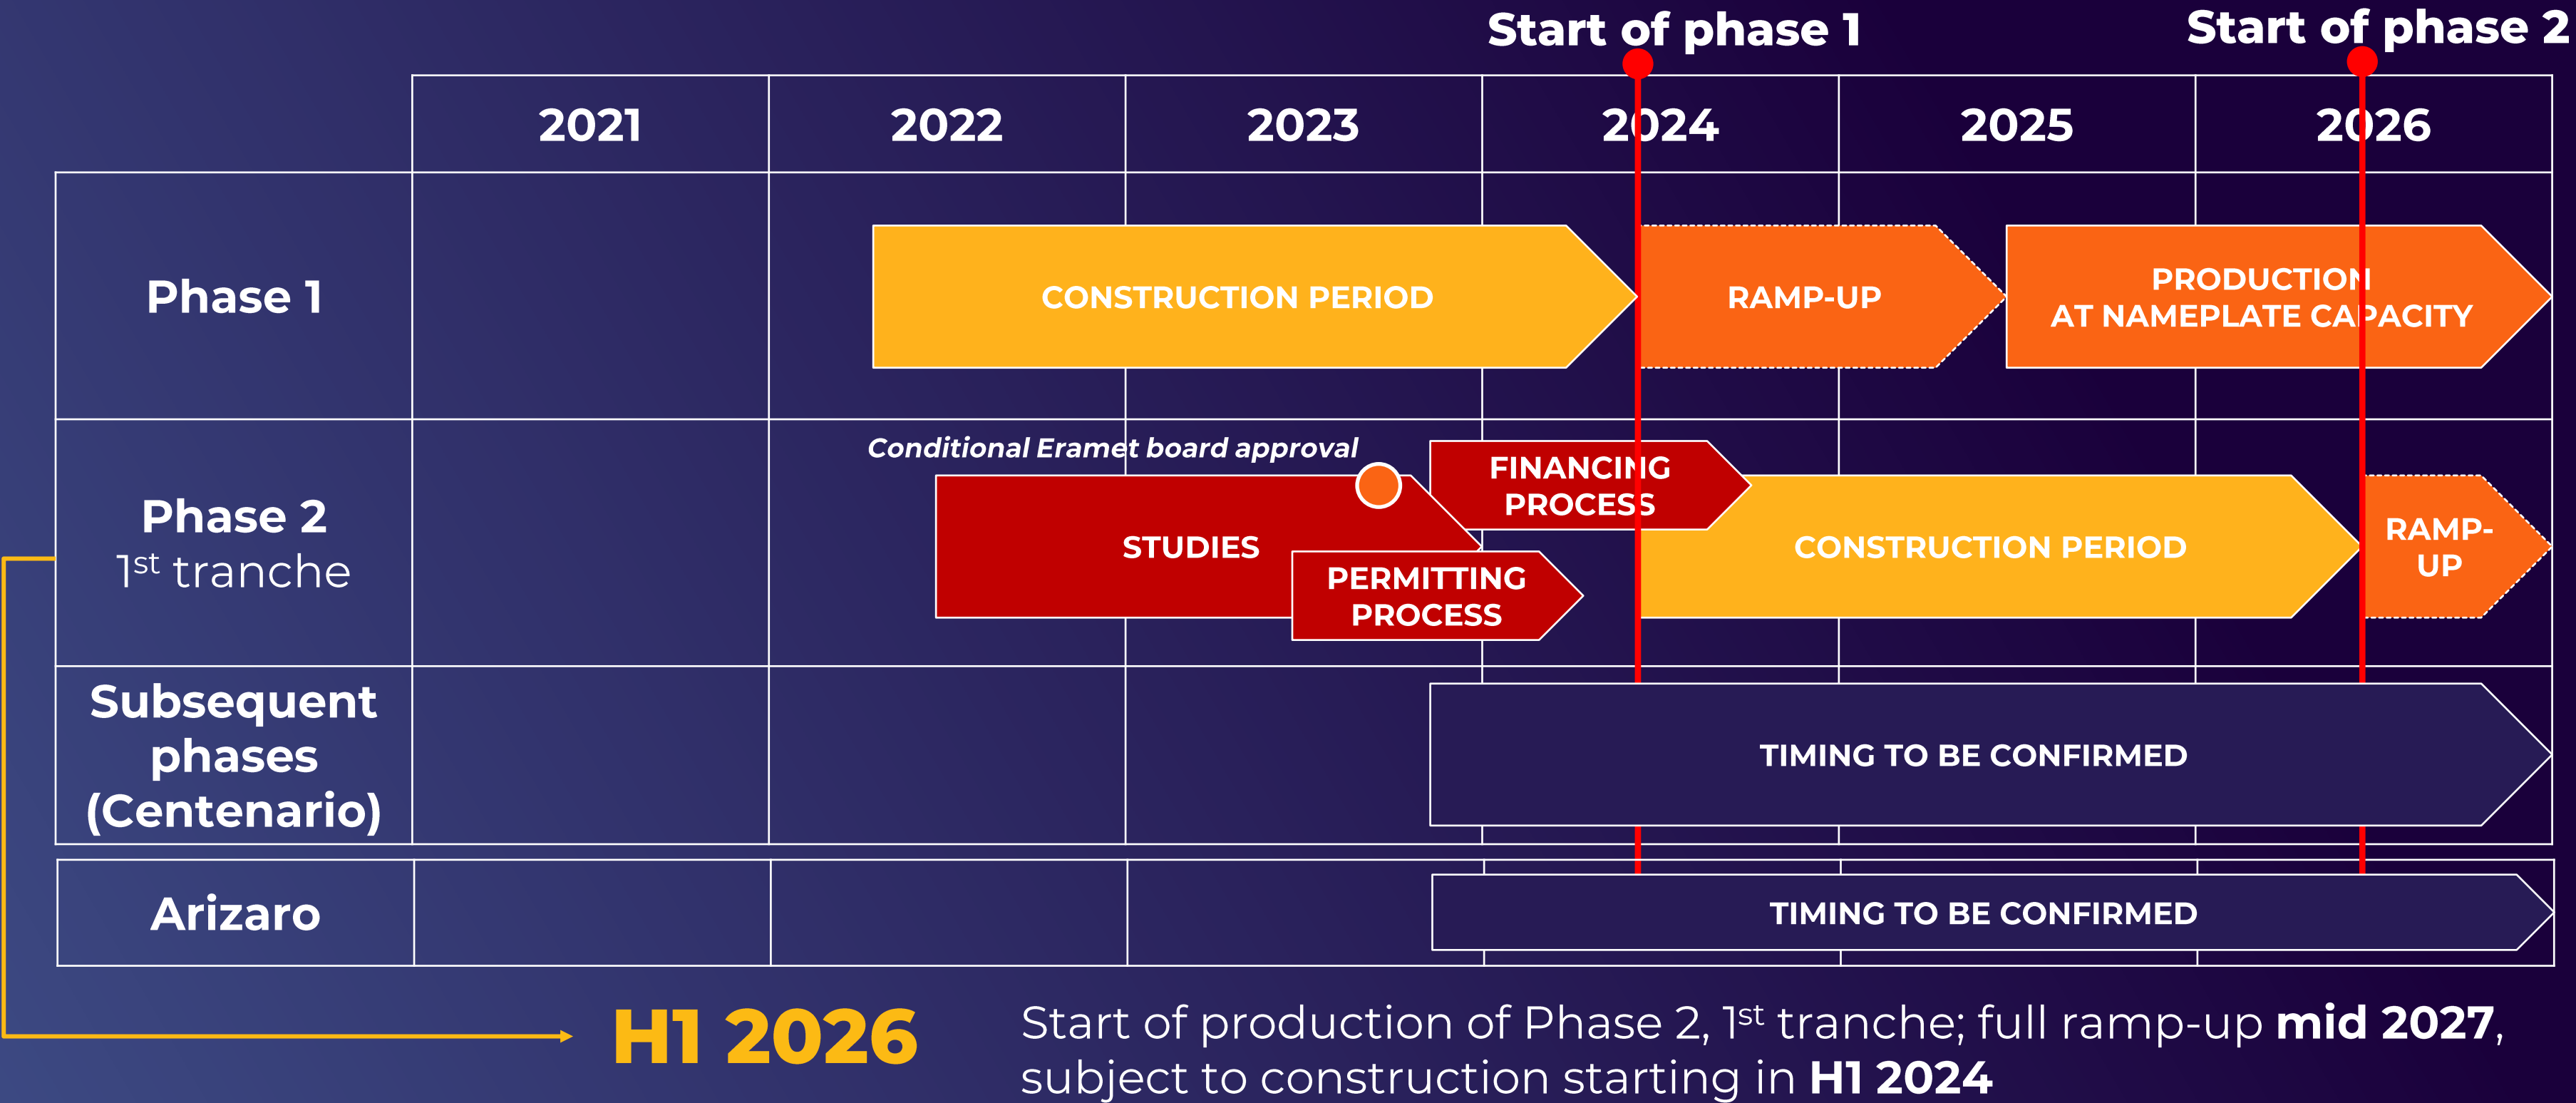 Start of phase 1
Start of phase 2
2021
2022
2023
2024
2025
2026
Phase 1
CONSTRUCTION PERIOD
RAMP-UP
PRODUCTION
AT NAMEPLATE CAPACITY
Phase 2
1st tranche
Conditional Eramet board approval
STUDIES
FINANCING
PROCESS
PERMITTING
PROCESS
CONSTRUCTION PERIOD
RAMP-
UP
Subsequent
phases
(Centenario)
TIMING TO BE CONFIRMED
Arizaro
TIMING TO BE CONFIRMED
H1 2026
Start of production of Phase 2, 1st tranche; full ramp-up mid 2027,
subject to construction starting in H1 2024